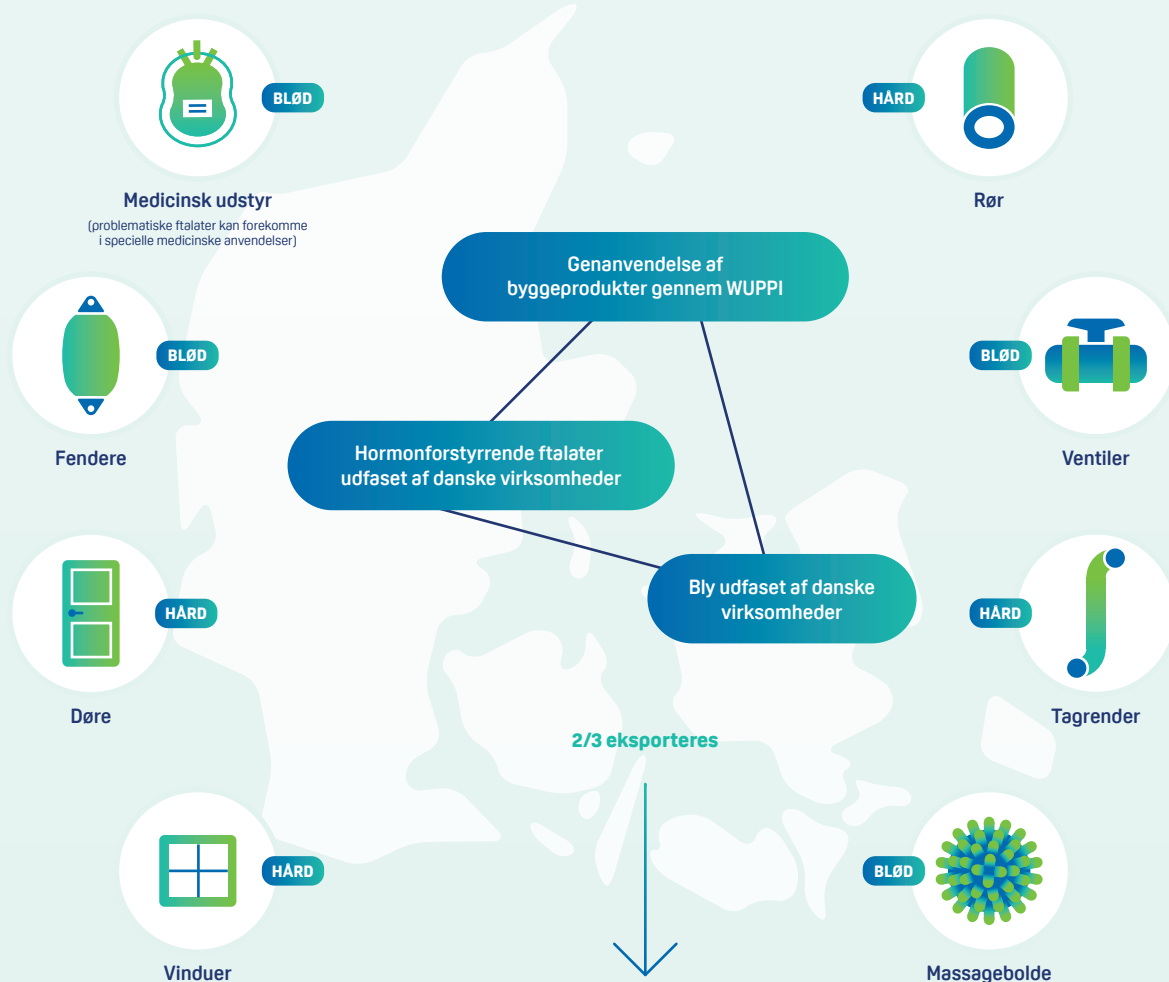 BLØD
Medicinsk udstyr
(problematiske ftalater kan forekomme
i specielle medicinske anvendelser)
HÅRD
Rør
Genanvendelse af
byggeprodukter gennem WUPPI
BLØD
Fendere
BLØD
Ventiler
Hormonforstyrrende ftalater
udfaset af danske virksomheder
Bly udfaset af danske
virksomheder
HÅRD
Døre
HÅRD
Tagrender
2/3 eksporteres
HÅRD
Vinduer
BLØD
Massagebolde